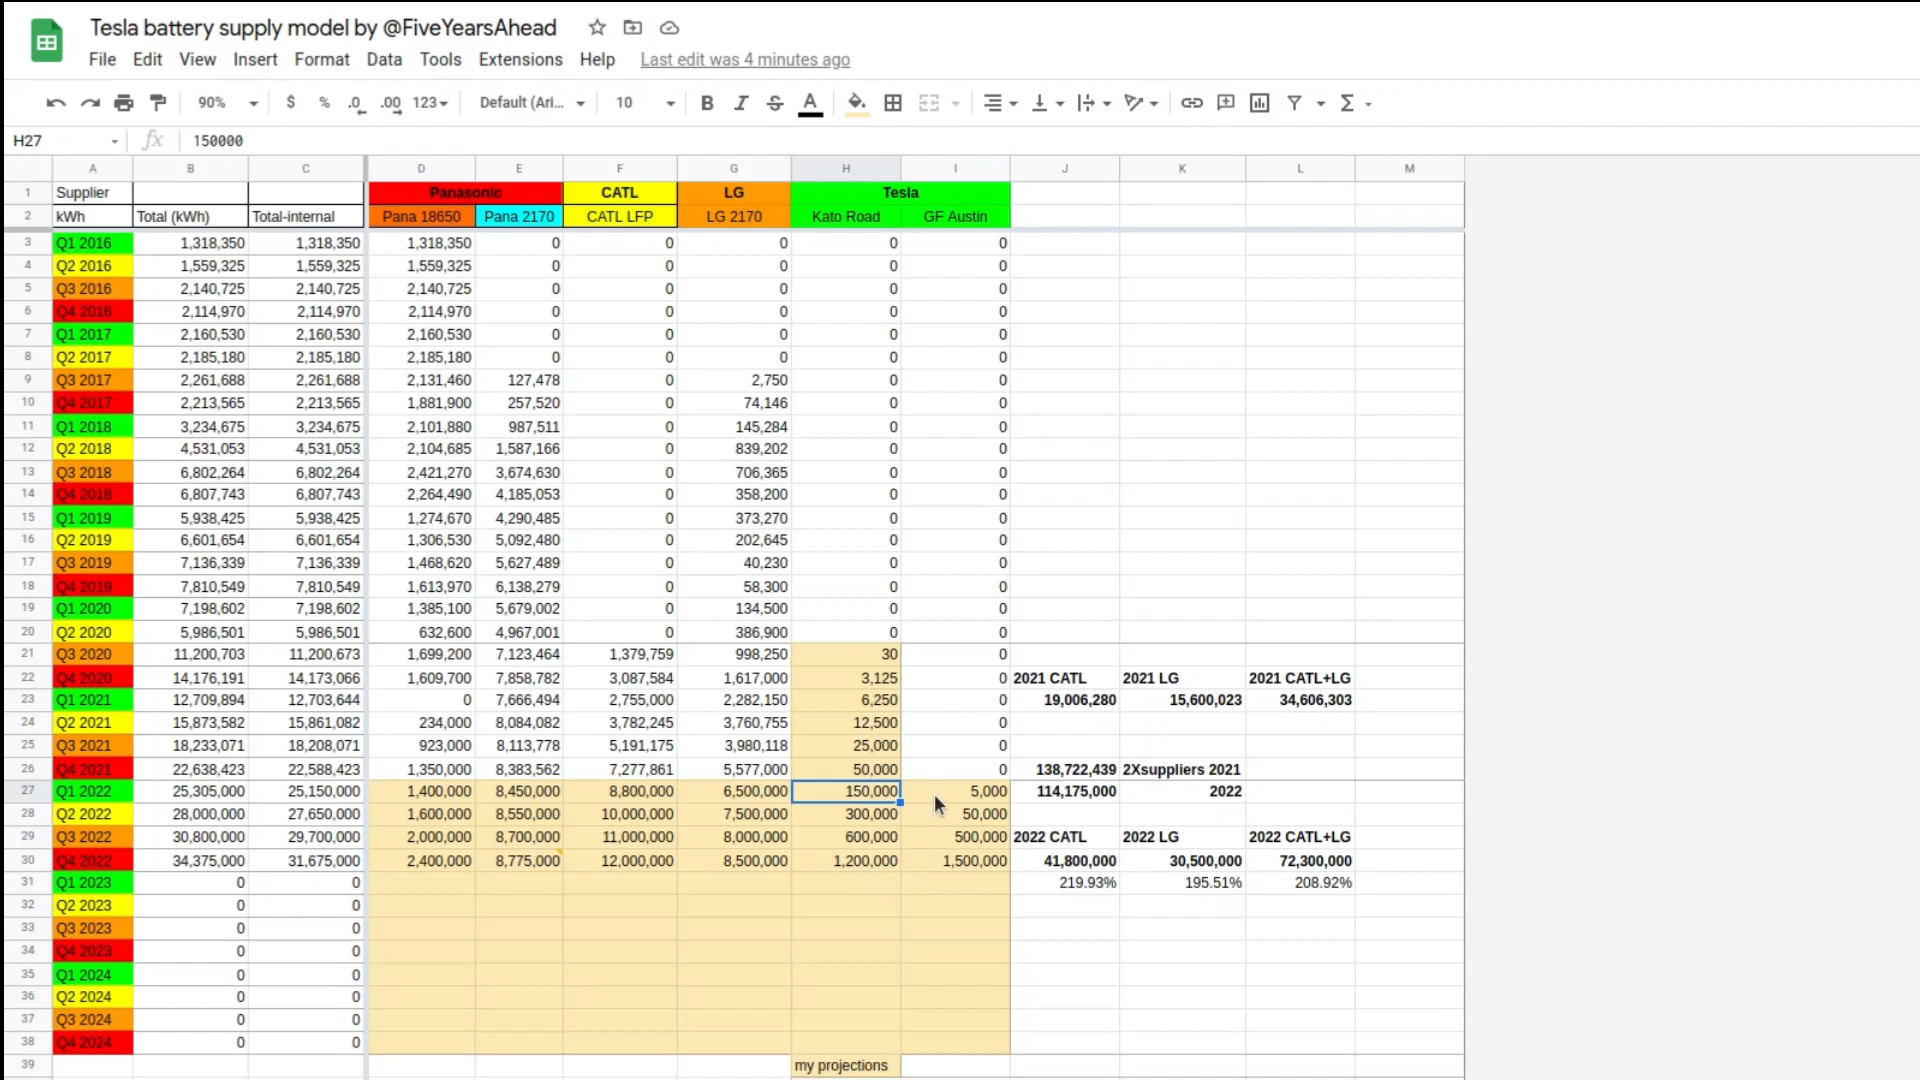 Tesla battery supply model by @FiveYearsAhead
File Edit View Insert Format Data Tools Extensions Help Last edit was 4 minutes ago
90% $ % .0 .00 123 Default (Ari... 10 B I S A
H27 fx 150000
A B C D E F G H I J K L M
1 Supplier Panasonic CATL LG Tesla
2 kWh Total (kWh) Total-internal Pana 18650 Pana 2170 CATL LFP LG 2170 Kato Road GF Austin
3 Q1 2016 1,318,350 1,318,350 1,318,350 0 0 0 0 0
4 Q2 2016 1,559,325 1,559,325 1,559,325 0 0 0 0 0
5 Q3 2016 2,140,725 2,140,725 2,140,725 0 0 0 0 0
6 Q4 2016 2,114,970 2,114,970 2,114,970 0 0 0 0 0
7 Q1 2017 2,160,530 2,160,530 2,160,530 0 0 0 0 0
8 Q2 2017 2,185,180 2,185,180 2,185,180 0 0 0 0 0
9 Q3 2017 2,261,688 2,261,688 2,131,460 127,478 0 2,750 0 0
10 Q4 2017 2,213,565 2,213,565 1,881,900 257,520 0 74,146 0 0
11 Q1 2018 3,234,675 3,234,675 2,101,880 987,511 0 145,284 0 0
12 Q2 2018 4,531,053 4,531,053 2,104,685 1,587,166 0 839,202 0 0
13 Q3 2018 6,802,264 6,802,264 2,421,270 3,674,630 0 706,365 0 0
14 Q4 2018 6,807,743 6,807,743 2,264,490 4,185,053 0 358,200 0 0
15 Q1 2019 5,938,425 5,938,425 1,274,670 4,290,485 0 373,270 0 0
16 Q2 2019 6,601,654 6,601,654 1,306,530 5,092,480 0 202,645 0 0
17 Q3 2019 7,136,339 7,136,339 1,468,620 5,627,489 0 40,230 0 0
18 Q4 2019 7,810,549 7,810,549 1,613,970 6,138,279 0 58,300 0 0
19 Q1 2020 7,198,602 7,198,602 1,385,100 5,679,002 0 134,500 0 0
20 Q2 2020 5,986,501 5,986,501 632,600 4,967,001 0 386,900 0 0
21 Q3 2020 11,200,703 11,200,673 1,699,200 7,123,464 1,379,759 998,250 30 0
22 Q4 2020 14,176,191 14,173,066 1,609,700 7,858,782 3,087,584 1,617,000 3,125 0 2021 CATL 2021 LG 2021 CATL+LG
23 Q1 2021 12,709,894 12,703,644 0 7,666,494 2,755,000 2,282,150 6,250 0 19,006,280 15,600,023 34,606,303
24 Q2 2021 15,873,582 15,861,082 234,000 8,084,082 3,782,245 3,760,755 12,500 0
25 Q3 2021 18,233,071 18,208,071 923,000 8,113,778 5,191,175 3,980,118 25,000 0
26 Q4 2021 22,638,423 22,588,423 1,350,000 8,383,562 7,277,861 5,577,000 50,000 0 138,722,439 2Xsuppliers 2021
27 Q1 2022 25,305,000 25,150,000 1,400,000 8,450,000 8,800,000 6,500,000 150,000 5,000 114,175,000 2022
28 Q2 2022 28,000,000 27,650,000 1,600,000 8,550,000 10,000,000 7,500,000 300,000 50,000
29 Q3 2022 30,800,000 29,700,000 2,000,000 8,700,000 11,000,000 8,000,000 600,000 500,000 2022 CATL 2022 LG 2022 CATL+LG
30 Q4 2022 34,375,000 31,675,000 2,400,000 8,775,000 12,000,000 8,500,000 1,200,000 1,500,000 41,800,000 30,500,000 72,300,000
31 Q1 2023 0 0 219.93% 195.51% 208.92%
32 Q2 2023 0 0
33 Q3 2023 0 0
34 Q4 2023 0 0
35 Q1 2024 0 0
36 Q2 2024 0 0
37 Q3 2024 0 0
38 Q4 2024 0 0
39 my projections